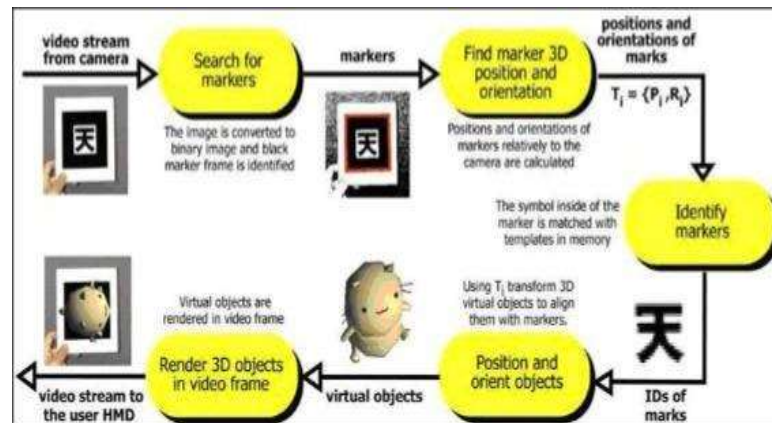 video stream
from camera
Search for
markers
markers
Find marker 3D
position and
orientation
positions and
orientations of
marks
T i = {P i ,R i}
天
The image is converted to
binary image and black
marker frame is identified
天
Positions and orientations of
markers relatively to the
camera are calculated
The symbol inside of the
marker is matched with
templates in memory
Identify
markers
天
IDs of
marks
Using T i transform 3D
virtual objects to align
them with markers.
Position and
orient objects
virtual objects
Virtual objects are
rendered in video frame
Render 3D objects
in video frame
video stream to
the user HMD